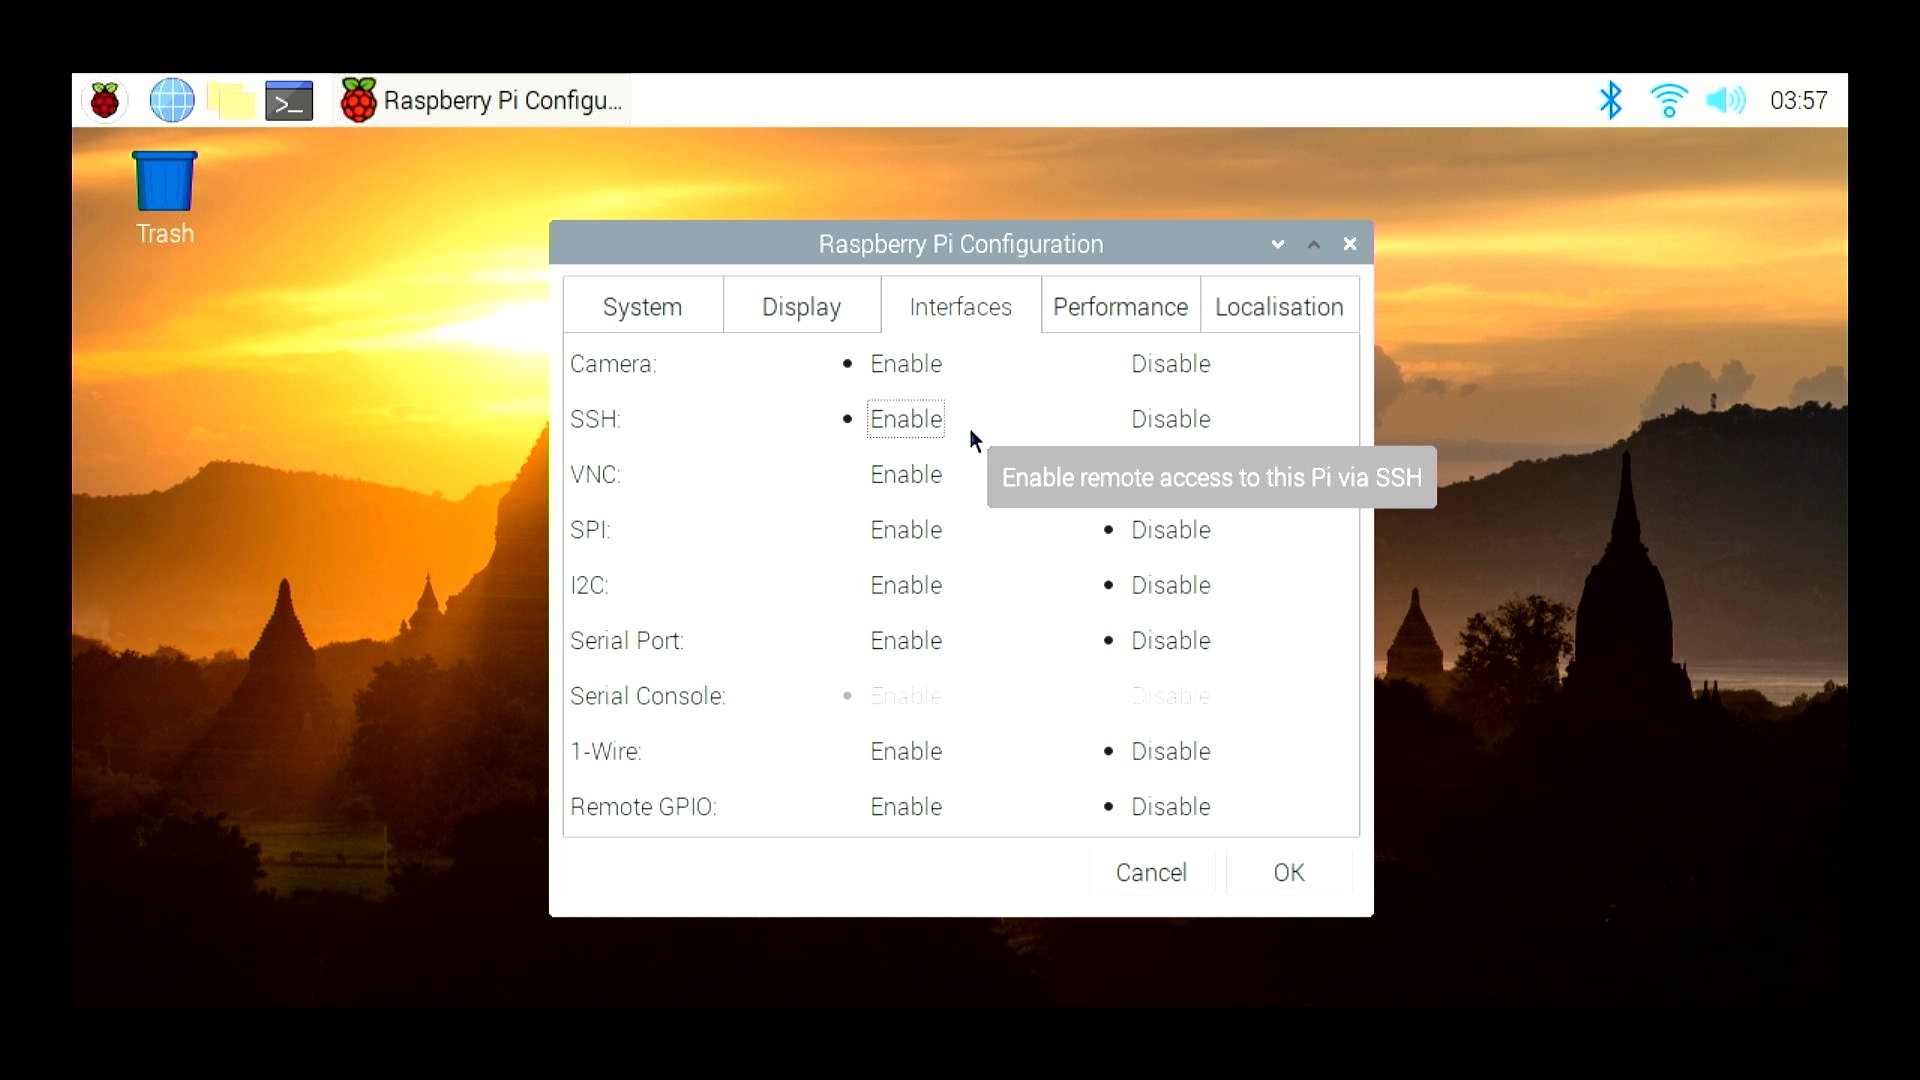 >_ Raspberry Pi Configu... 03:57
Trash
Raspberry Pi Configuration
System Display Interfaces Performance Localisation
Camera: Enable Disable
SSH: Enable Disable
VNC: Enable
Enable remote access to this Pi via SSH
SPI: Enable Disable
I2C: Enable Disable
Serial Port: Enable Disable
Serial Console: Enable Disable
1-Wire: Enable Disable
Remote GPIO: Enable Disable
Cancel OK